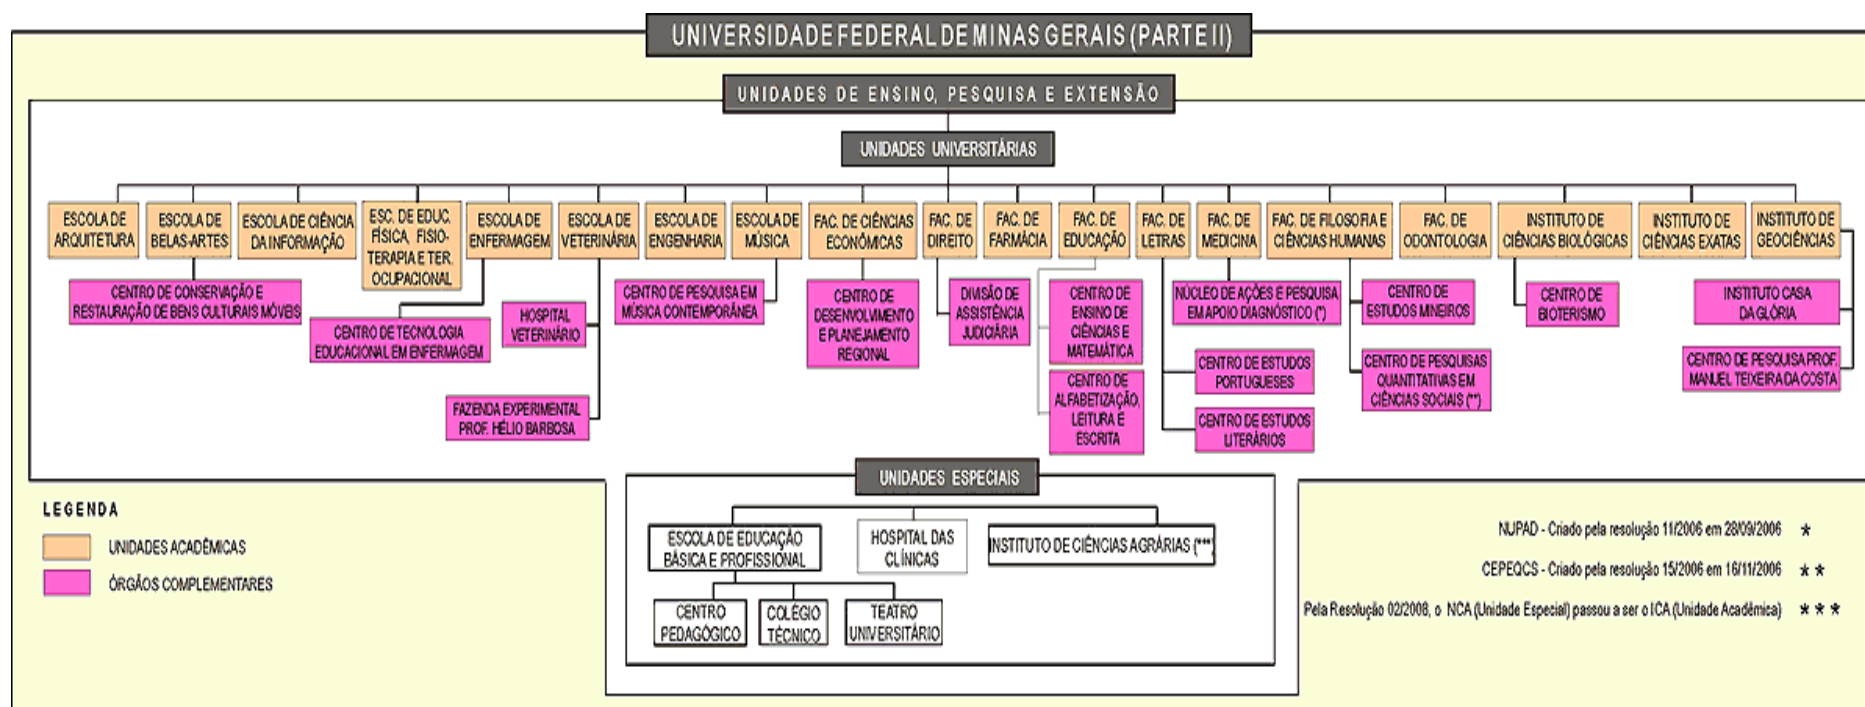 UNIVERSIDADE FEDERAL DE MINAS GERAIS (PARTE II)
UNIDADES DE ENSINO, PESQUISA E EXTENSÃO
UNIDADES UNIVERSITÁRIAS
ESCOLA DE
ARQUITETURA
ESCOLA DE
BELAS-ARTES
ESCOLA DE CIÊNCIA
DA INFORMAÇÃO
ESC. DE EDUC.
FÍSICA, FISIO-
TERAPIA E TER.
OCUPACIONAL
ESCOLA DE
ENFERMAGEM
ESCOLA DE
VETERINÁRIA
ESCOLA DE
ENGENHARIA
ESCOLA DE
MÚSICA
FAC. DE CIÊNCIAS
ECONÔMICAS
FAC. DE
DIREITO
FAC. DE
FARMÁCIA
FAC. DE
EDUCAÇÃO
FAC. DE
LETRAS
FAC. DE
MEDICINA
FAC. DE FILOSOFIA E
CIÊNCIAS HUMANAS
FAC. DE
ODONTOLOGIA
INSTITUTO DE
CIÊNCIAS BIOLÓGICAS
INSTITUTO DE
CIÊNCIAS EXATAS
INSTITUTO DE
GEOCIÊNCIAS
CENTRO DE CONSERVAÇÃO E
RESTAURAÇÃO DE BENS CULTURAIS MÓVEIS
CENTRO DE TECNOLOGIA
EDUCACIONAL EM ENFERMAGEM
HOSPITAL
VETERINÁRIO
FAZENDA EXPERIMENTAL
PROF. HÉLIO BARBOSA
CENTRO DE PESQUISA EM
MÚSICA CONTEMPORÂNEA
CENTRO DE
DESENVOLVIMENTO
E PLANEJAMENTO
REGIONAL
DIVISÃO DE
ASSISTÊNCIA
JUDICIÁRIA
CENTRO DE
ENSINO DE
CIÊNCIAS E
MATEMÁTICA
CENTRO DE
ALFABETIZAÇÃO,
LEITURA E
ESCRITA
NÚCLEO DE AÇÕES E PESQUISA
EM APOIO DIAGNÓSTICO (*)
CENTRO DE ESTUDOS
PORTUGUESES
CENTRO DE ESTUDOS
LITERÁRIOS
CENTRO DE
ESTUDOS MINEIROS
CENTRO DE PESQUISAS
QUANTITATIVAS EM
CIÊNCIAS SOCIAIS (**)
CENTRO DE
BIOTERISMO
INSTITUTO CASA
DA GLÓRIA
CENTRO DE PESQUISA PROF.
MANUEL TEIXEIRA DA COSTA
UNIDADES ESPECIAIS
ESCOLA DE EDUCAÇÃO
BÁSICA E PROFISSIONAL
HOSPITAL DAS
CLÍNICAS
INSTITUTO DE CIÊNCIAS AGRÁRIAS (***)
CENTRO
PEDAGÓGICO
COLÉGIO
TÉCNICO
TEATRO
UNIVERSITÁRIO
LEGENDA
UNIDADES ACADÊMICAS
ÓRGÃOS COMPLEMENTARES
NUPAD - Criado pela resolução 11/2006 em 28/09/2006 *
CEPEQCS - Criado pela resolução 15/2006 em 16/11/2006 * *
Pela Resolução 02/2008, o NCA (Unidade Especial) passou a ser o ICA (Unidade Acadêmica) * * *